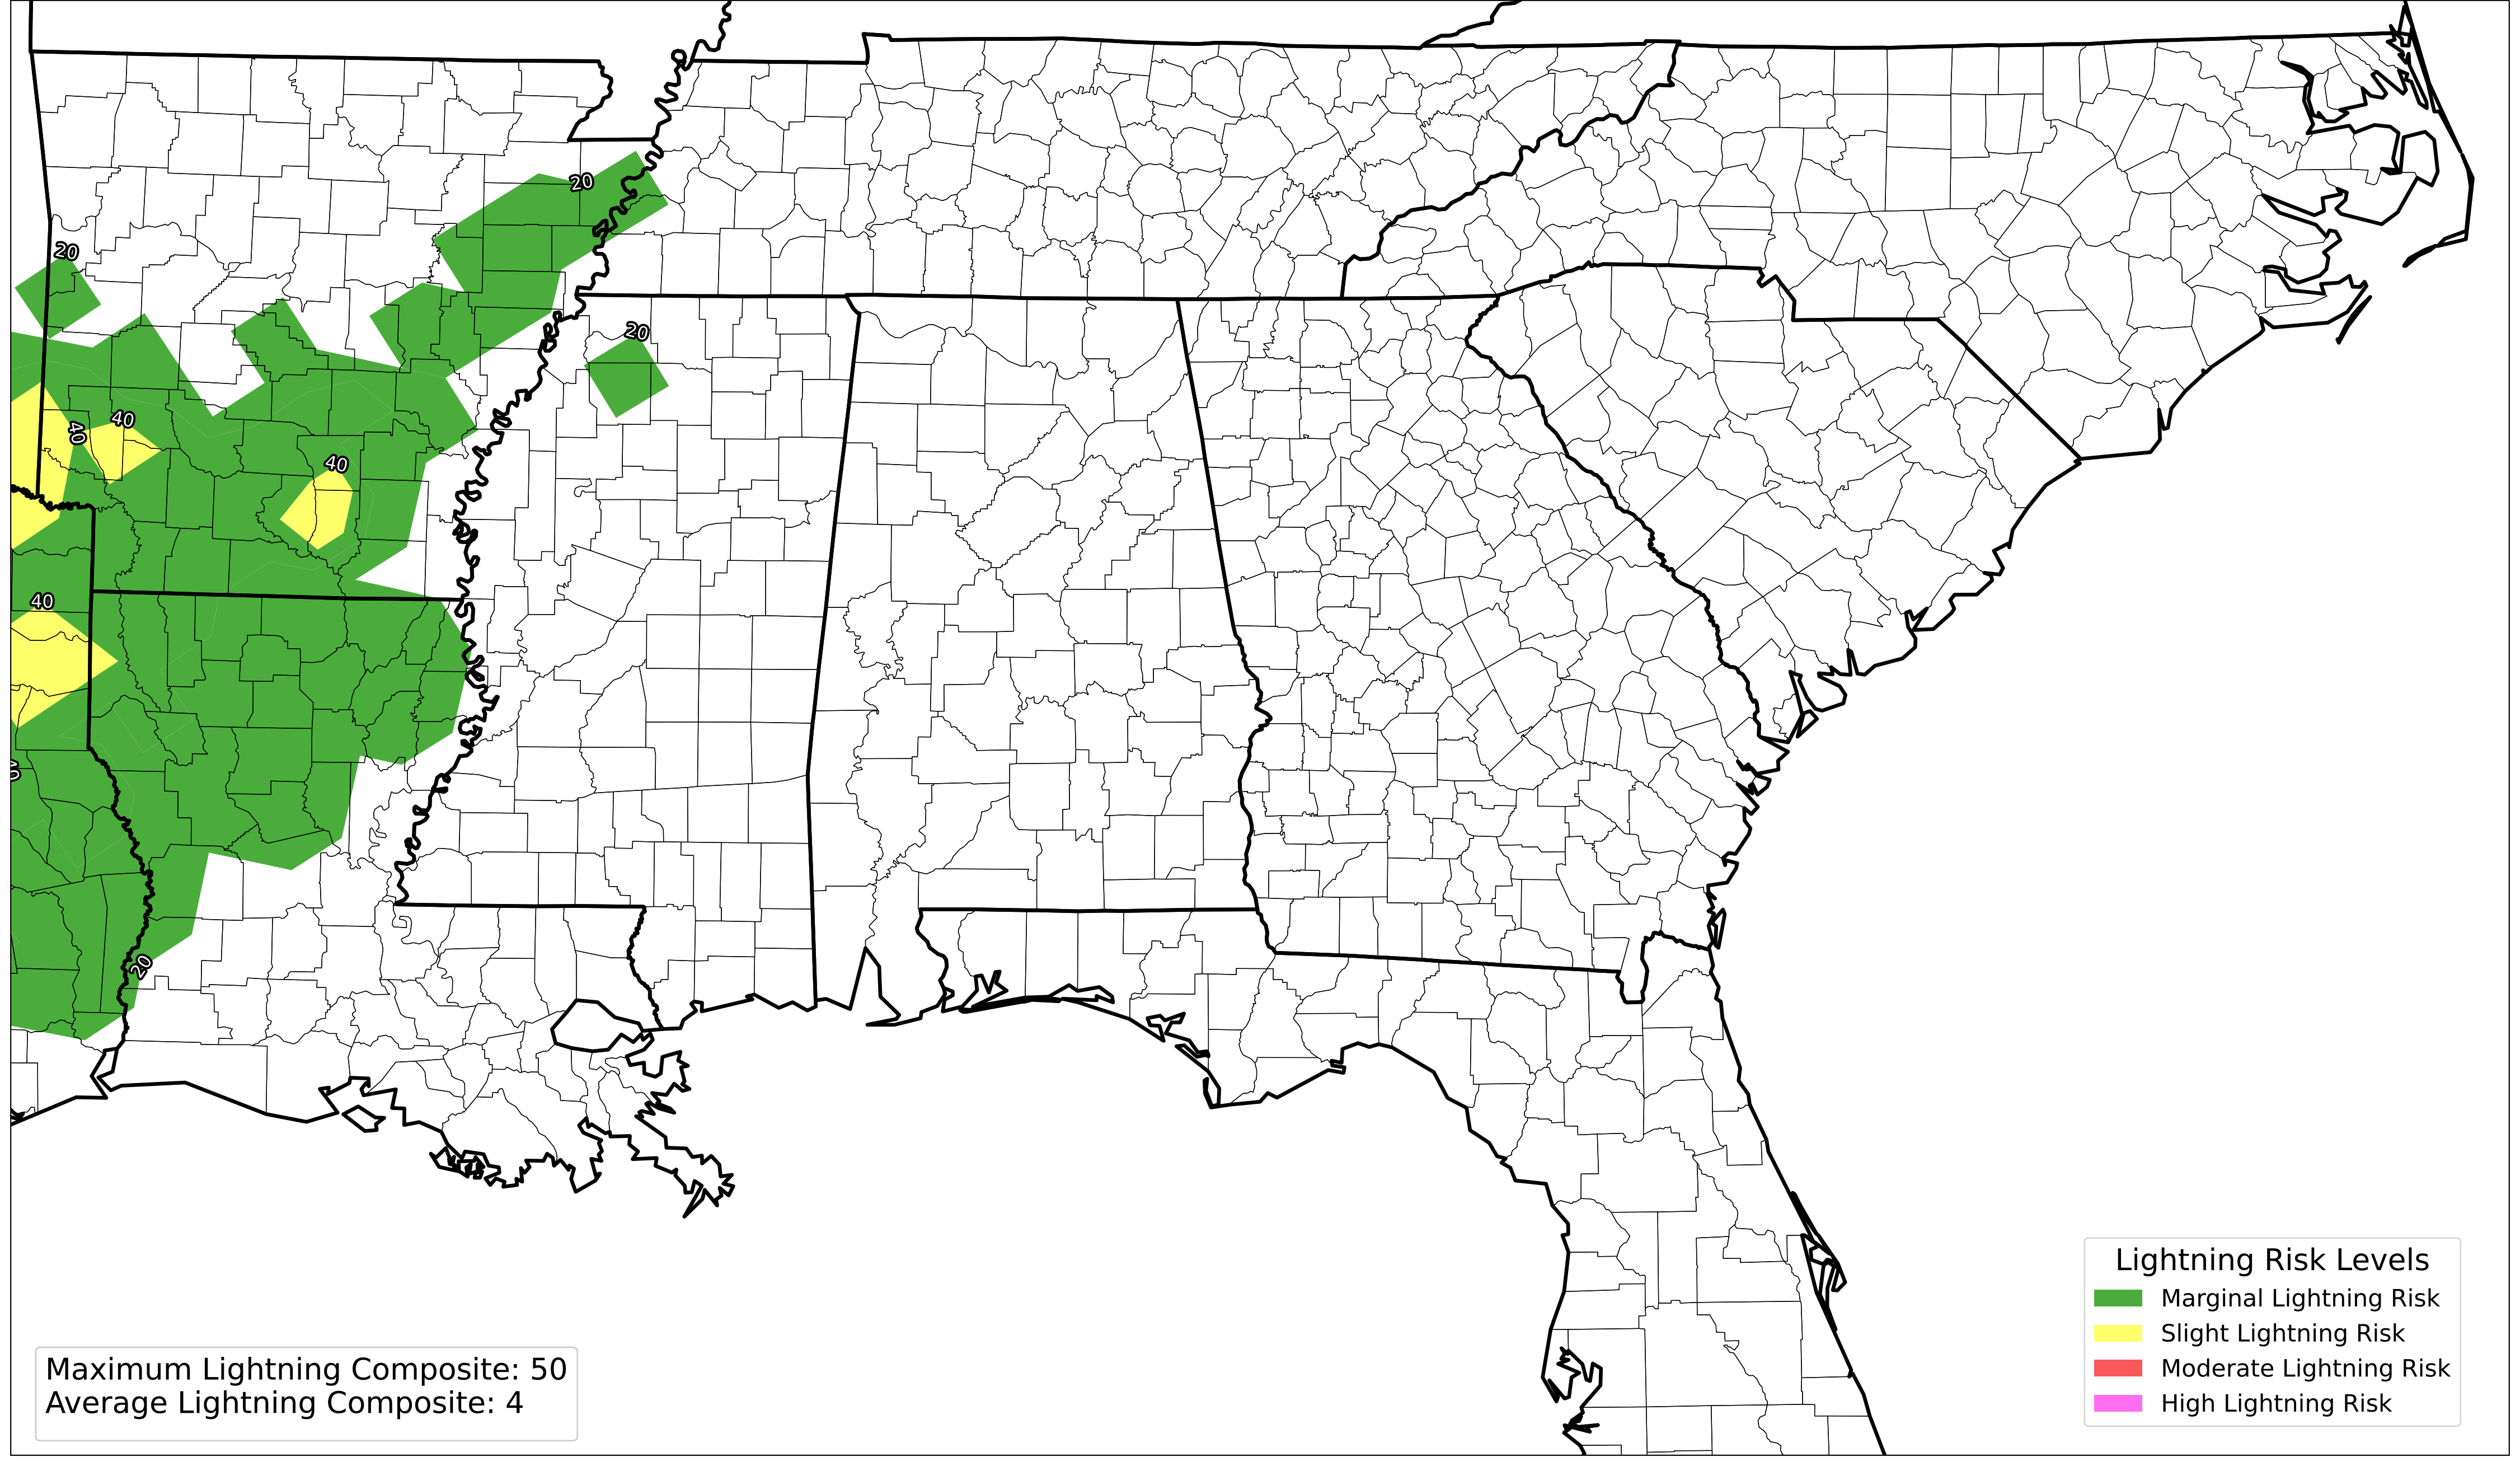 20
20
20
40
40
40
40
20
Lightning Risk Levels
Marginal Lightning Risk
Slight Lightning Risk
Moderate Lightning Risk
High Lightning Risk
Maximum Lightning Composite: 50
Average Lightning Composite: 4